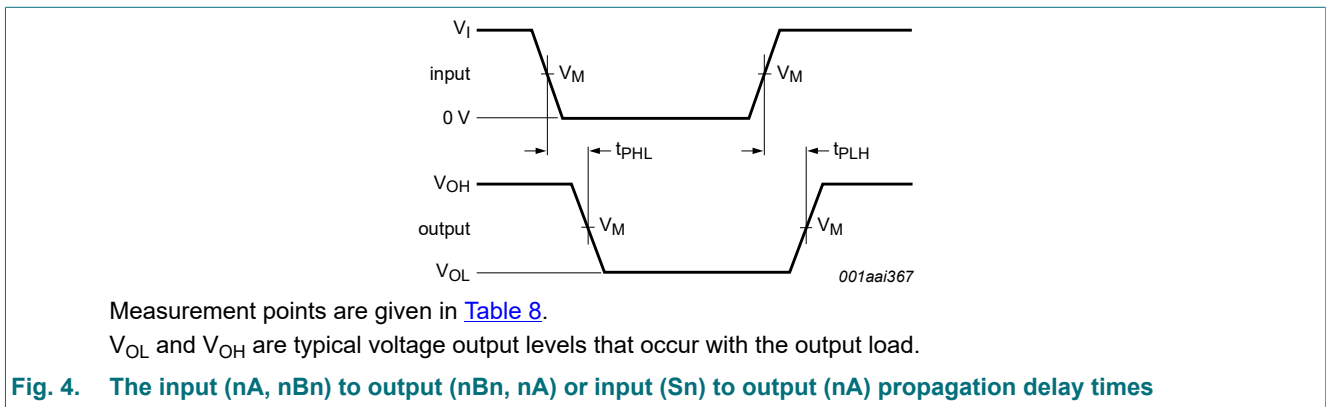 V_I
input
V_M
V_M
0 V
t_PHL
t_PLH
V_OH
output
V_M
V_M
V_OL
001aai367
Measurement points are given in Table 8.
V_OL and V_OH are typical voltage output levels that occur with the output load.
Fig. 4. The input (nA, nBn) to output (nBn, nA) or input (Sn) to output (nA) propagation delay times